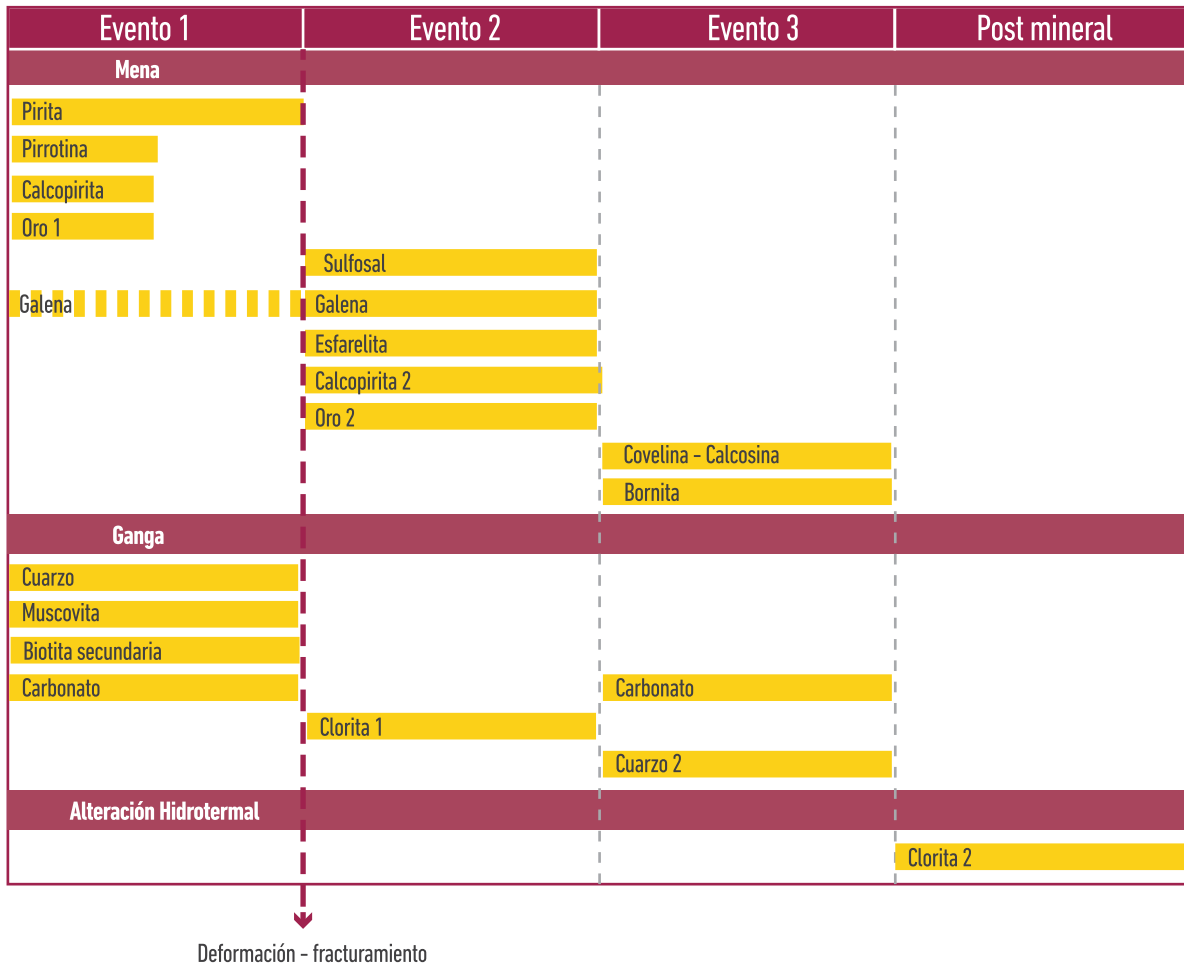 Evento 1 Evento 2 Evento 3 Post mineral
Mena
Pirita
Pirrotina
Calcopirita
Oro 1
Sulfosal
Galena Galena
Esfarelita
Calcopirita 2
Oro 2
Covelina - Calcosina
Bornita
Ganga
Cuarzo
Muscovita
Biotita secundaria
Carbonato Carbonato
Clorita 1
Cuarzo 2
Alteración Hidrotermal
Clorita 2
Deformación - fracturamiento